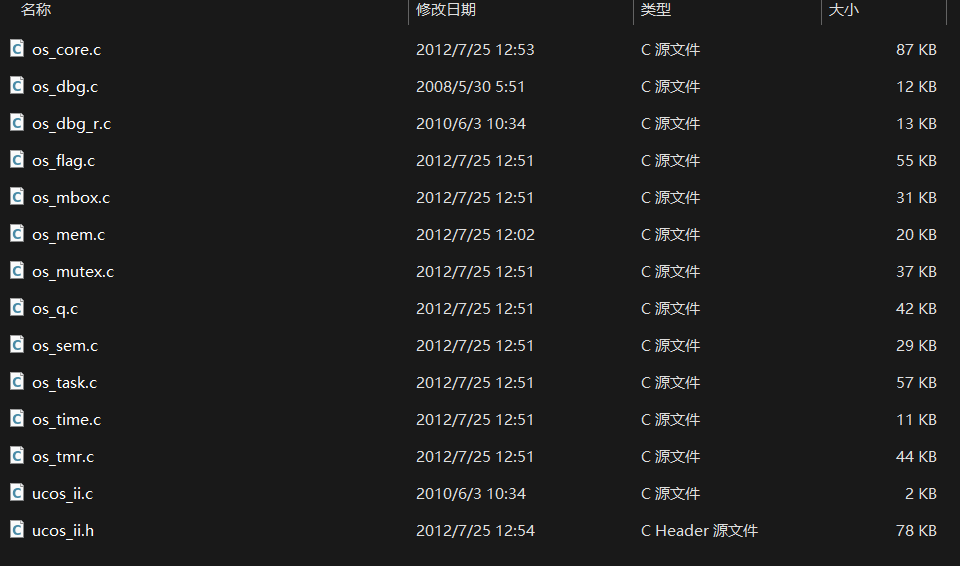 名称 修改日期 类型 大小
os_core.c 2012/7/25 12:53 C 源文件 87 KB
os_dbg.c 2008/5/30 5:51 C 源文件 12 KB
os_dbg_r.c 2010/6/3 10:34 C 源文件 13 KB
os_flag.c 2012/7/25 12:51 C 源文件 55 KB
os_mbox.c 2012/7/25 12:51 C 源文件 31 KB
os_mem.c 2012/7/25 12:02 C 源文件 20 KB
os_mutex.c 2012/7/25 12:51 C 源文件 37 KB
os_q.c 2012/7/25 12:51 C 源文件 42 KB
os_sem.c 2012/7/25 12:51 C 源文件 29 KB
os_task.c 2012/7/25 12:51 C 源文件 57 KB
os_time.c 2012/7/25 12:51 C 源文件 11 KB
os_tmr.c 2012/7/25 12:51 C 源文件 44 KB
ucos_ii.c 2010/6/3 10:34 C 源文件 2 KB
ucos_ii.h 2012/7/25 12:54 C Header 源文件 78 KB